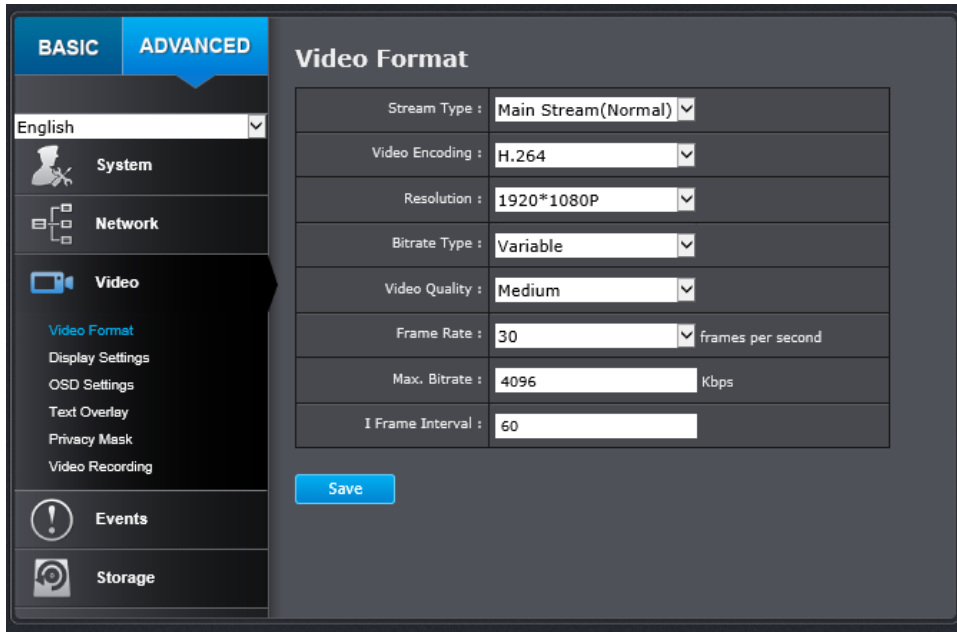 BASIC ADVANCED
English
System
Network
Video
Video Format
Display Settings
OSD Settings
Text Overlay
Privacy Mask
Video Recording
Events
Storage
Video Format
Stream Type : Main Stream(Normal)
Video Encoding : H.264
Resolution : 1920*1080P
Bitrate Type : Variable
Video Quality : Medium
Frame Rate : 30 frames per second
Max. Bitrate : 4096 Kbps
I Frame Interval : 60
Save